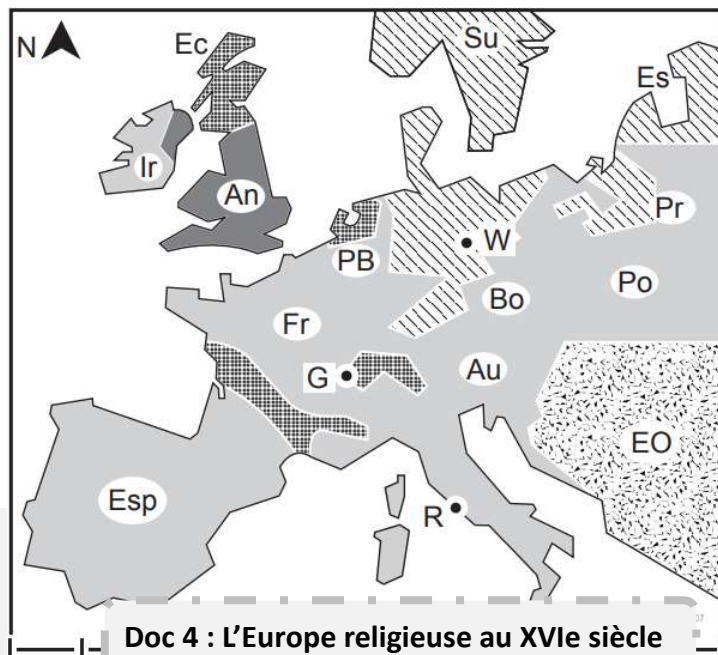 N
Ec
Su
Es
Ir
An
W
Pr
PB
Bo
Po
Fr
G
Au
EO
Esp
R
07
Doc 4 : L'Europe religieuse au XVIe siècle